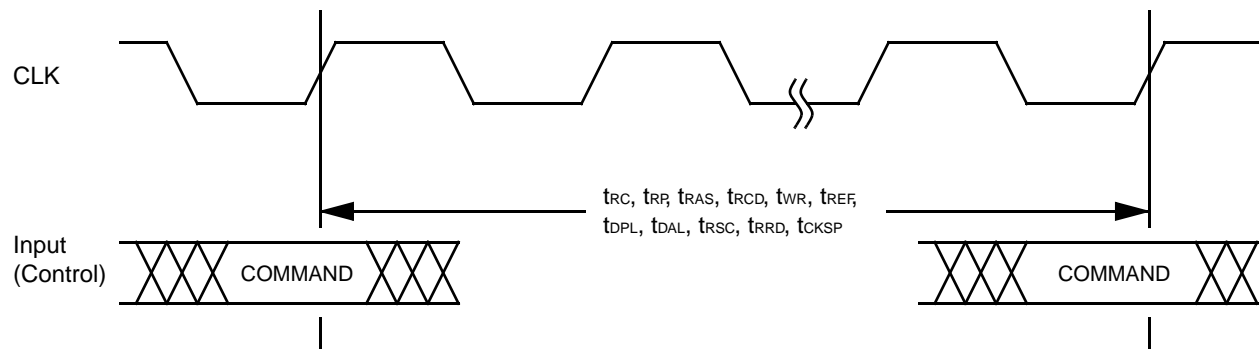 CLK
tRC, tRP, tRAS, tRCD, tWR, tREF,
tDPL, tDAL, tRSC, tRRD, tCKSP
Input
(Control)
COMMAND
COMMAND